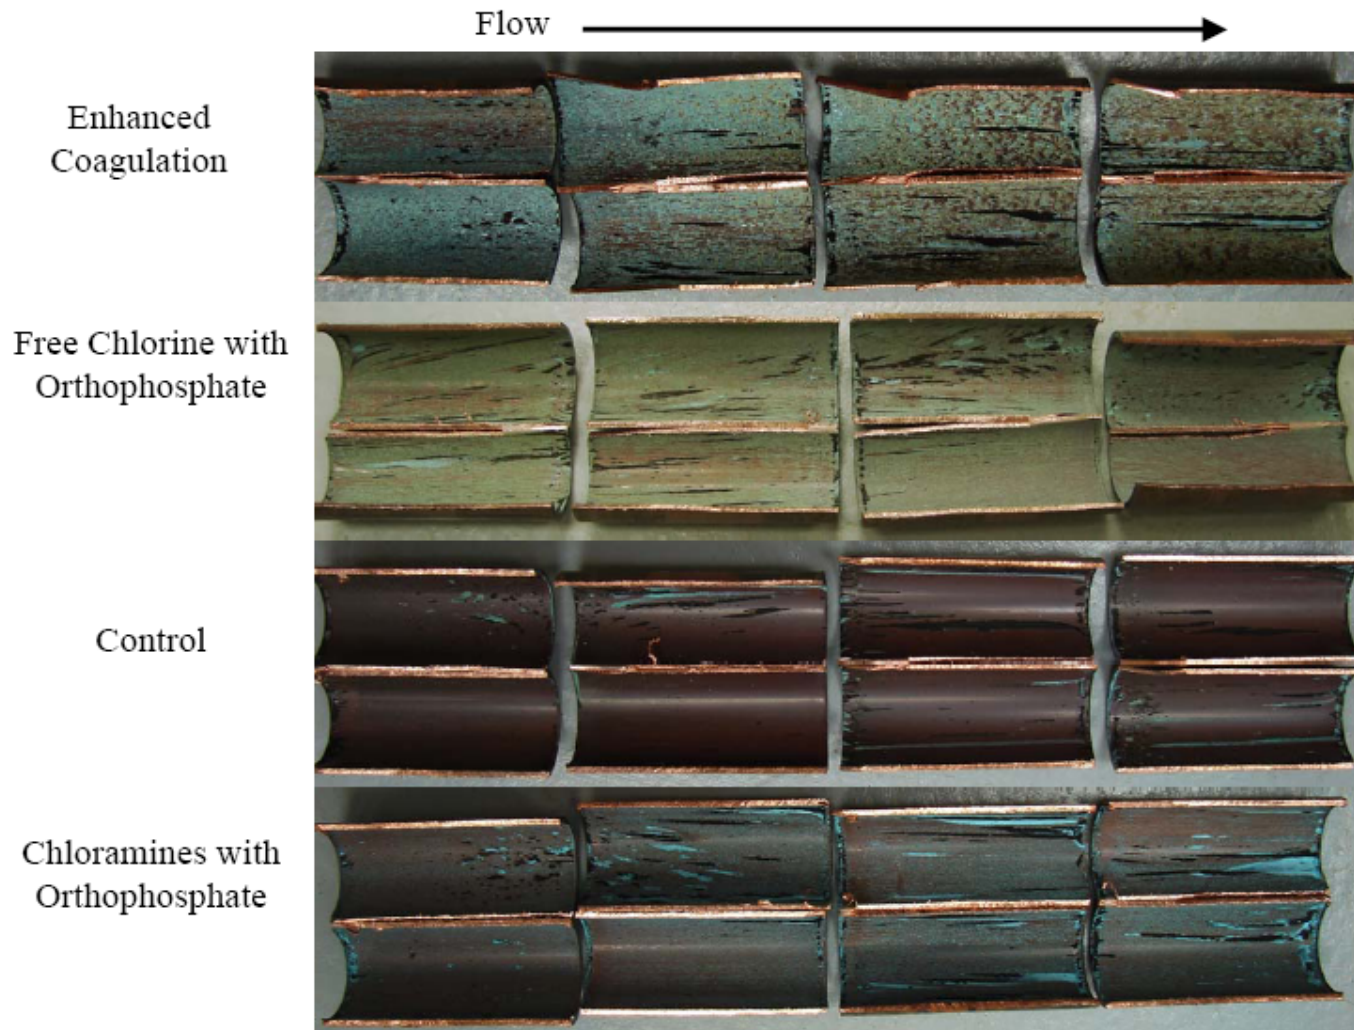 Flow
Enhanced
Coagulation
Free Chlorine with
Orthophosphate
Control
Chloramines with
Orthophosphate